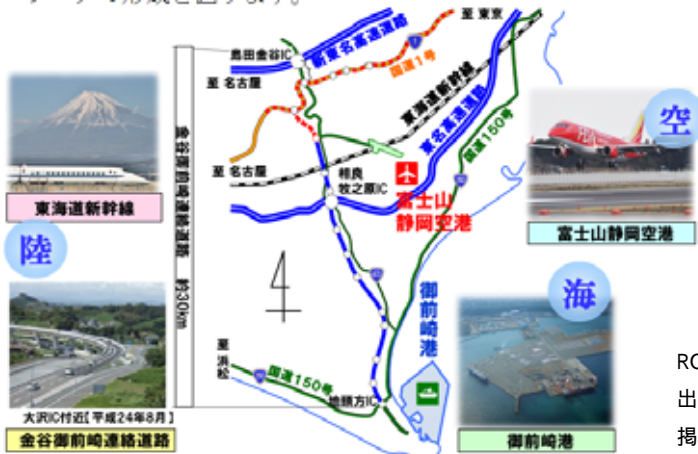 形成を図ります。
至 東京
島田金谷IC
新東名高速道路
至 名古屋
国道1号
東海道新幹線
東名高速道路
国道150号
空
至 名古屋
相良
牧之原IC
富士山
静岡空港
東海道新幹線
富士山静岡空港
陸
金谷御前崎連絡道路 約30km
海
御前崎港
至 浜松
国道150号
地頭方IC
大沢IC付近[平成24年8月]
金谷御前崎連絡道路
御前崎港
RO
出
掲